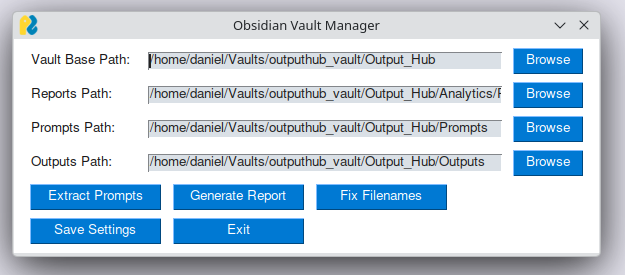 Obsidian Vault Manager
Vault Base Path: /home/daniel/Vaults/outputhub_vault/Output_Hub Browse
Reports Path: /home/daniel/Vaults/outputhub_vault/Output_Hub/Analytics/ Browse
Prompts Path: /home/daniel/Vaults/outputhub_vault/Output_Hub/Prompts Browse
Outputs Path: /home/daniel/Vaults/outputhub_vault/Output_Hub/Outputs Browse
Extract Prompts Generate Report Fix Filenames
Save Settings Exit